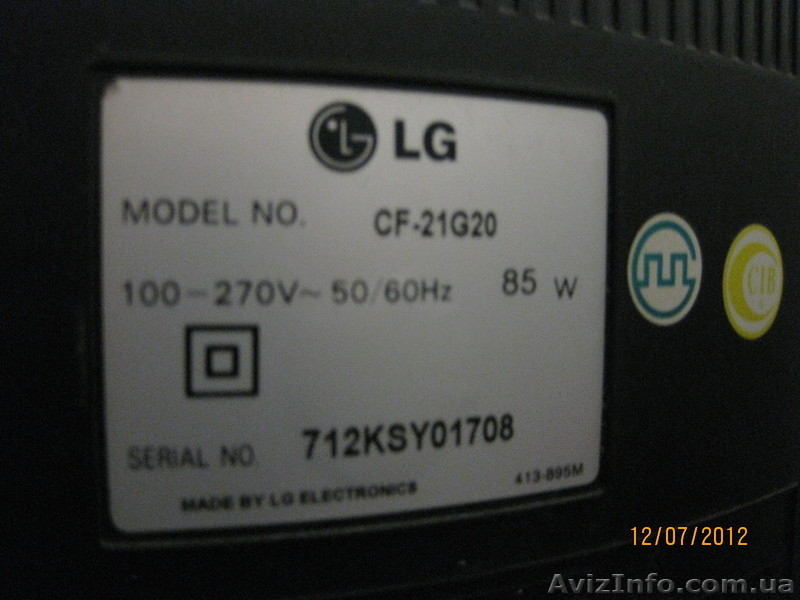 LG
MODEL NO. CF-21G20
100-270V~ 50/60Hz 85 W
SERIAL NO. 712KSY01708
413-895M
MADE BY LG ELECTRONICS
CIB
12/07/2012
AvizInfo.com.ua